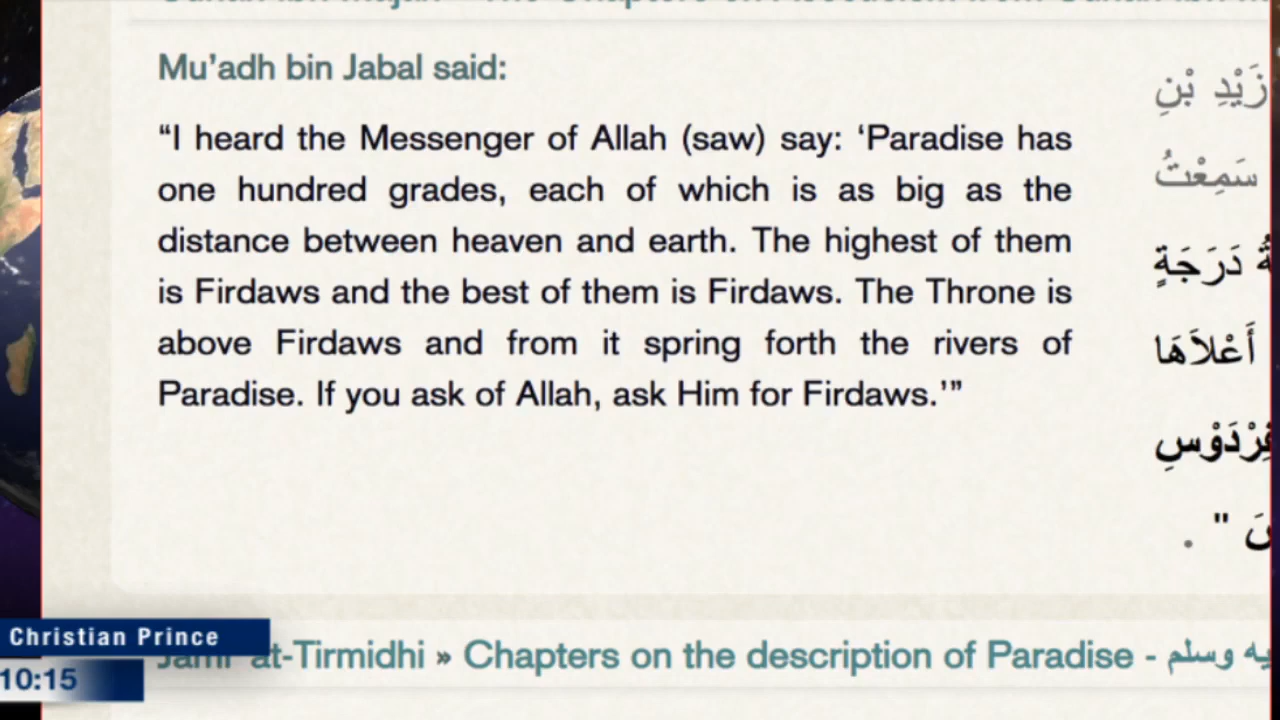 Mu'adh bin Jabal said:
“I heard the Messenger of Allah (saw) say: ‘Paradise has
one hundred grades, each of which is as big as the
distance between heaven and earth. The highest of them
is Firdaws and the best of them is Firdaws. The Throne is
above Firdaws and from it spring forth the rivers of
Paradise. If you ask of Allah, ask Him for Firdaws.’”
زَيْدِ بْنِ
سَمِعْتُ
دَرَجَةٍ
أَعْلاَهَا
" .
Christian Prince
at-Tirmidhi » Chapters on the description of Paradise - وسلم
10:15